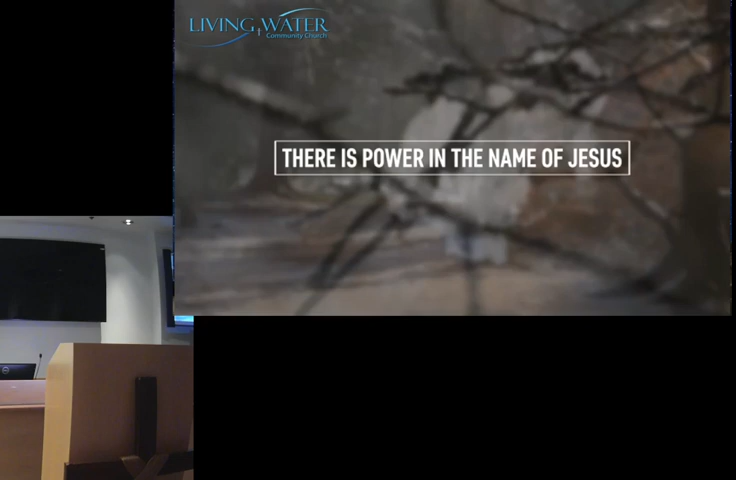 LIVING WATER
Community Church
THERE IS POWER IN THE NAME OF JESUS